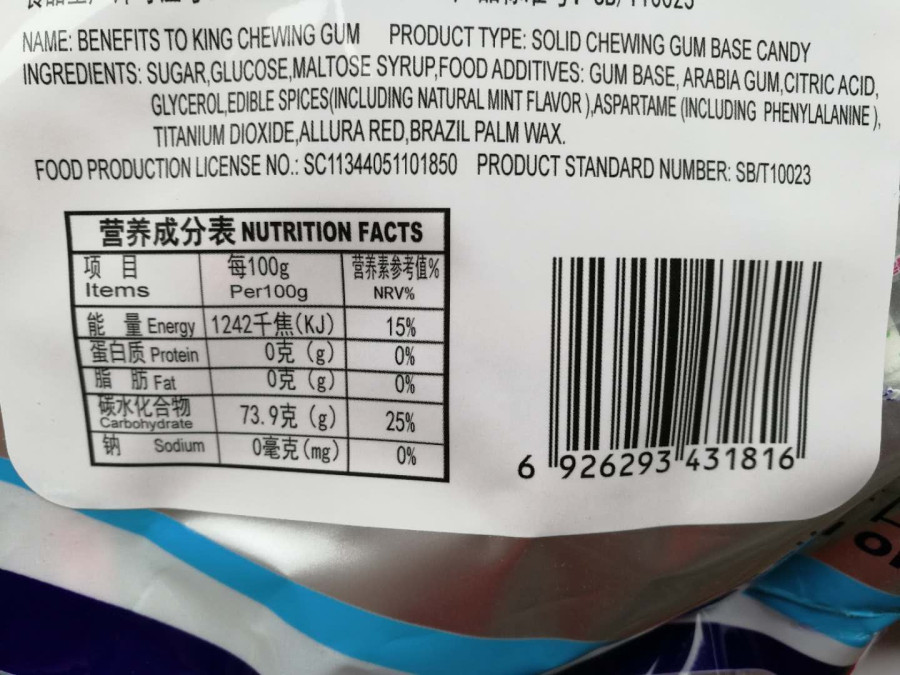 NAME: BENEFITS TO KING CHEWING GUM PRODUCT TYPE: SOLID CHEWING GUM BASE CANDY
INGREDIENTS: SUGAR,GLUCOSE,MALTOSE SYRUP,FOOD ADDITIVES: GUM BASE, ARABIA GUM,CITRIC ACID,
GLYCEROL,EDIBLE SPICES(INCLUDING NATURAL MINT FLAVOR ),ASPARTAME (INCLUDING PHENYLALANINE ),
TITANIUM DIOXIDE,ALLURA RED,BRAZIL PALM WAX.
FOOD PRODUCTION LICENSE NO.: SC11344051101850 PRODUCT STANDARD NUMBER: SB/T10023
营养成分表 NUTRITION FACTS
项 目 每100g 营养素参考值%
Items Per100g NRV%
能 量 Energy 1242千焦(KJ) 15%
蛋白质 Protein 0克 (g) 0%
脂 肪 Fat 0克 (g) 0%
碳水化合物 73.9克 (g) 25%
Carbohydrate
钠 Sodium 0毫克(mg) 0%
6 926293 431816